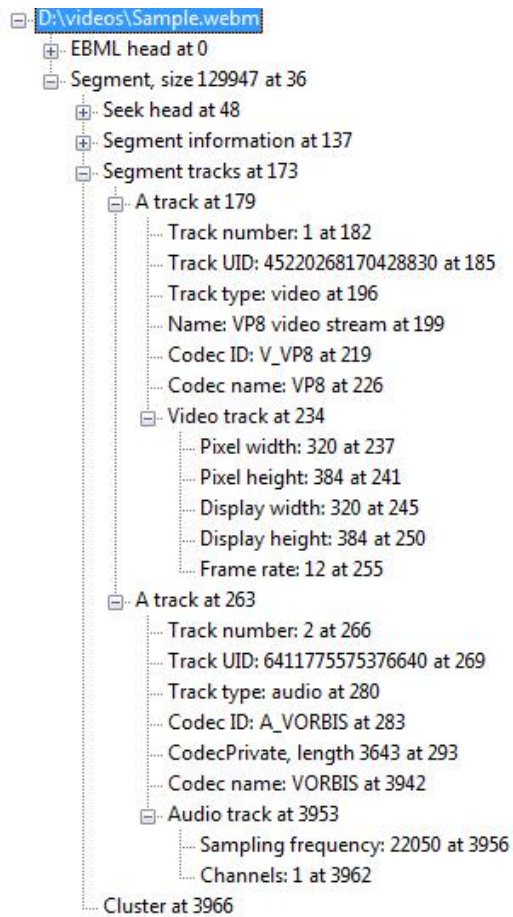 D:\videos\Sample.webm
EBML head at 0
Segment, size 129947 at 36
Seek head at 48
Segment information at 137
Segment tracks at 173
A track at 179
Track number: 1 at 182
Track UID: 45220268170428830 at 185
Track type: video at 196
Name: VP8 video stream at 199
Codec ID: V_VP8 at 219
Codec name: VP8 at 226
Video track at 234
Pixel width: 320 at 237
Pixel height: 384 at 241
Display width: 320 at 245
Display height: 384 at 250
Frame rate: 12 at 255
A track at 263
Track number: 2 at 266
Track UID: 6411775575376640 at 269
Track type: audio at 280
Codec ID: A_VORBIS at 283
CodecPrivate, length 3643 at 293
Codec name: VORBIS at 3942
Audio track at 3953
Sampling frequency: 22050 at 3956
Channels: 1 at 3962
Cluster at 3966